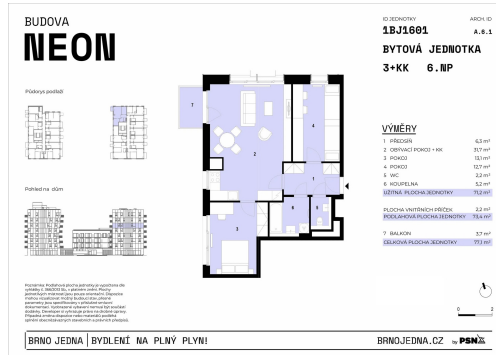 BUDOVA
NEON
Půdorys podlaží
Pohled na dům
ID JEDNOTKY
ARCH. ID
1BJ1601
A.6.1
BYTOVÁ JEDNOTKA
3+KK 6.NP
VÝMĚRY
1 PŘEDSÍŇ 6,3 m²
2 OBÝVACÍ POKOJ + KK 31,7 m²
3 POKOJ 13,1 m²
4 POKOJ 12,7 m²
5 WC 2,2 m²
6 KOUPELNA 5,2 m²
UŽITNÁ PLOCHA JEDNOTKY 71,2 m²
PLOCHA VNITŘNÍCH PŘÍČEK 2,2 m²
PODLAHOVÁ PLOCHA JEDNOTKY 73,4 m²
7 BALKON 3,7 m²
CELKOVÁ PLOCHA JEDNOTKY 77,1 m²
7
4
2
1
6
5
3
0 2
BRNO JEDNA BYDLENÍ NA PLNÝ PLYN!
BRNOJEDNA.CZ by PSN